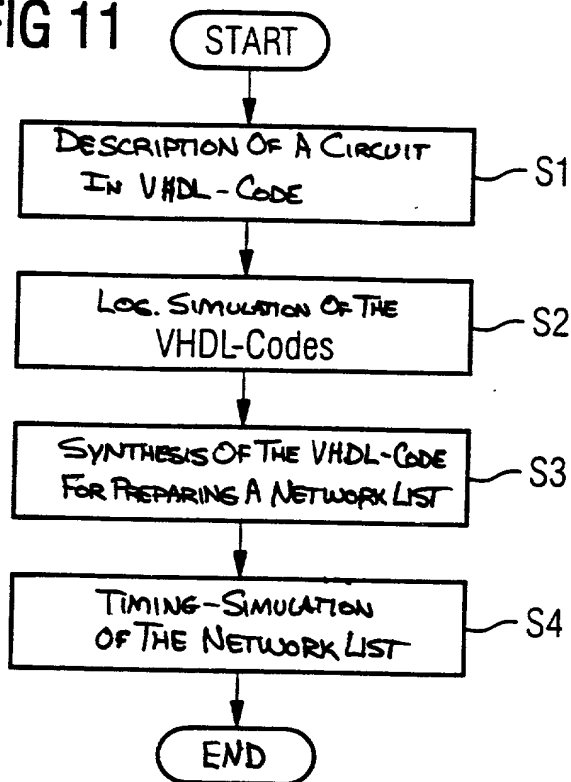 FIG 11
START
DESCRIPTION OF A CIRCUIT
IN VHDL-CODE
S1
LOG. SIMULATION OF THE
VHDL-Codes
S2
SYNTHESIS OF THE VHDL-CODE
FOR PREPARING A NETWORK LIST
S3
TIMING-SIMULATION
OF THE NETWORK LIST
S4
END